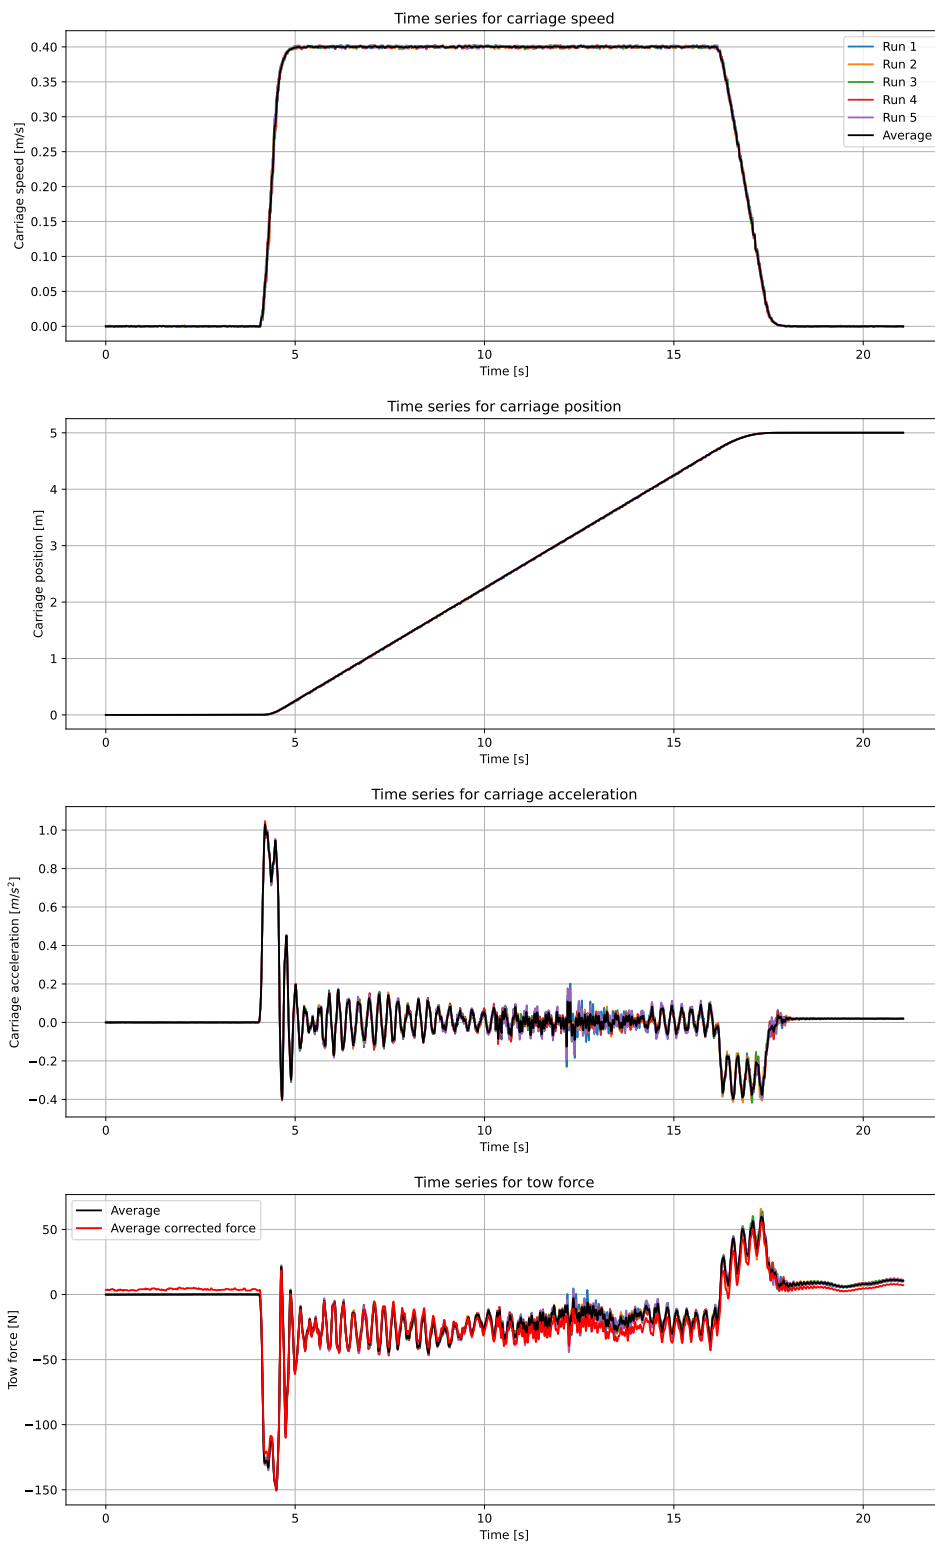 Time series for carriage speed
0.40
0.35
0.30
0.25
0.20
0.15
0.10
0.05
0.00
Carriage speed [m/s]
Run 1
Run 2
Run 3
Run 4
Run 5
Average
0 5 10 15 20
Time [s]
Time series for carriage position
5
4
3
2
1
0
Carriage position [m]
0 5 10 15 20
Time [s]
Time series for carriage acceleration
1.0
0.8
0.6
0.4
0.2
0.0
−0.2
−0.4
Carriage acceleration [m/s²]
0 5 10 15 20
Time [s]
Time series for tow force
Average
Average corrected force
50
0
−50
−100
−150
Tow force [N]
0 5 10 15 20
Time [s]